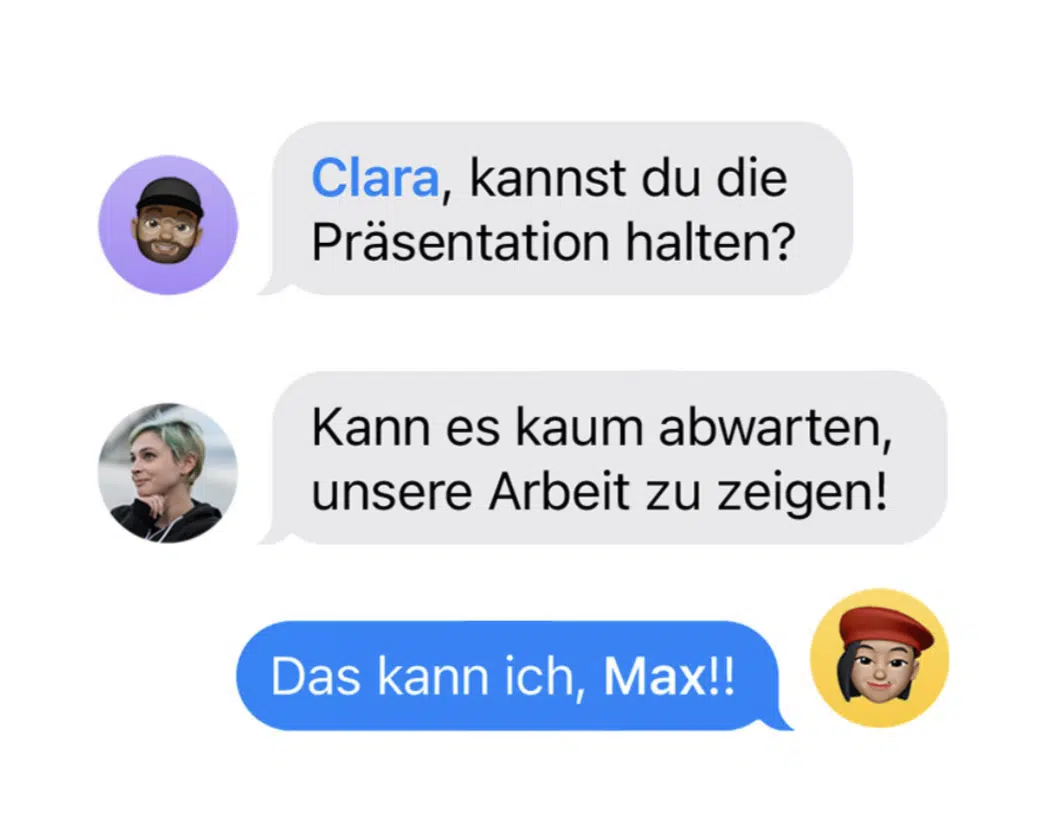 Clara, kannst du die
Präsentation halten?
Kann es kaum abwarten,
unsere Arbeit zu zeigen!
Das kann ich, Max!!